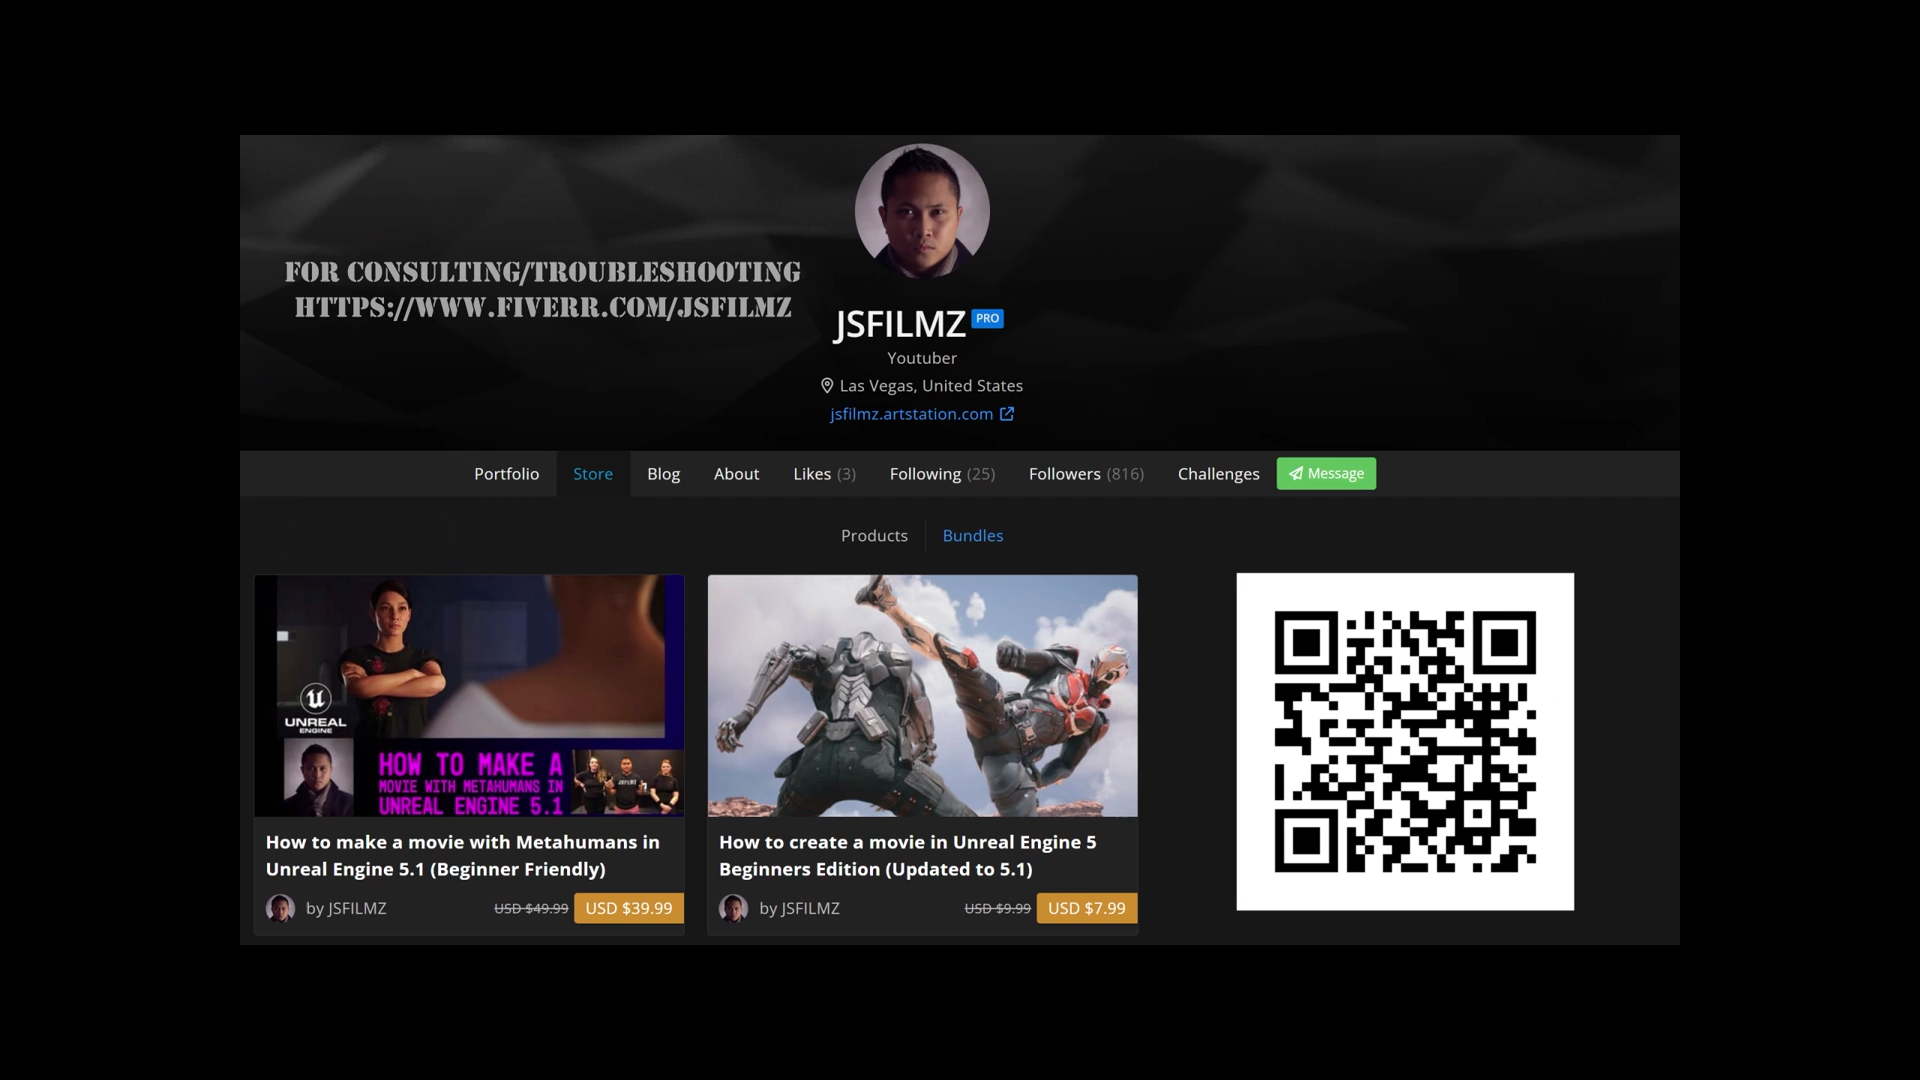 FOR CONSULTING/TROUBLESHOOTING
HTTPS://WWW.FIVERR.COM/JSFILMZ
JSFILMZ PRO
Youtuber
Las Vegas, United States
jsfilmz.artstation.com
Portfolio Store Blog About Likes (3) Following (25) Followers (816) Challenges Message
Products Bundles
UNREAL
ENGINE
HOW TO MAKE A
MOVIE WITH METAHUMANS IN
UNREAL ENGINE 5.1
JSFILMZ
How to make a movie with Metahumans in
Unreal Engine 5.1 (Beginner Friendly)
by JSFILMZ USD $49.99 USD $39.99
How to create a movie in Unreal Engine 5
Beginners Edition (Updated to 5.1)
by JSFILMZ USD $9.99 USD $7.99